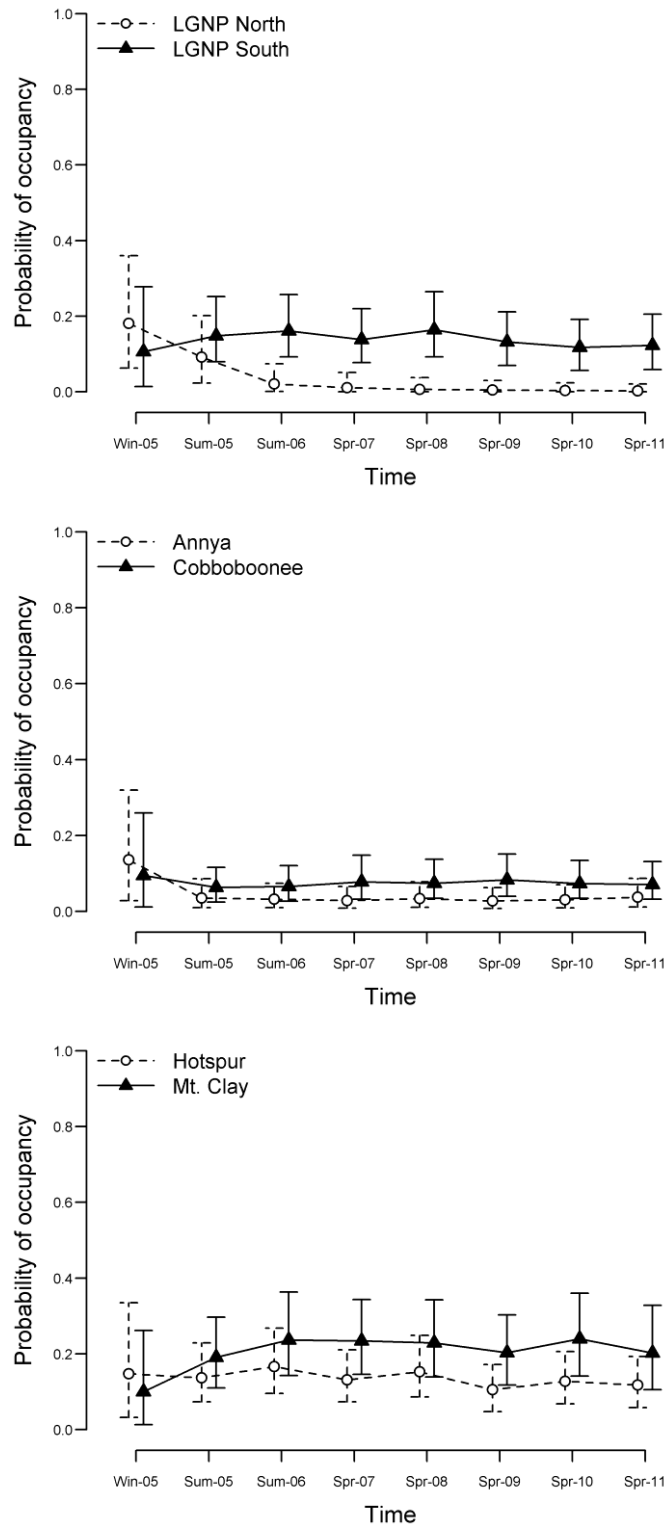 LGNP North
LGNP South
Probability of occupancy
1.0
0.8
0.6
0.4
0.2
0.0
Win-05 Sum-05 Sum-06 Spr-07 Spr-08 Spr-09 Spr-10 Spr-11
Time
Annya
Cobboboonee
Probability of occupancy
1.0
0.8
0.6
0.4
0.2
0.0
Win-05 Sum-05 Sum-06 Spr-07 Spr-08 Spr-09 Spr-10 Spr-11
Time
Hotspur
Mt. Clay
Probability of occupancy
1.0
0.8
0.6
0.4
0.2
0.0
Win-05 Sum-05 Sum-06 Spr-07 Spr-08 Spr-09 Spr-10 Spr-11
Time